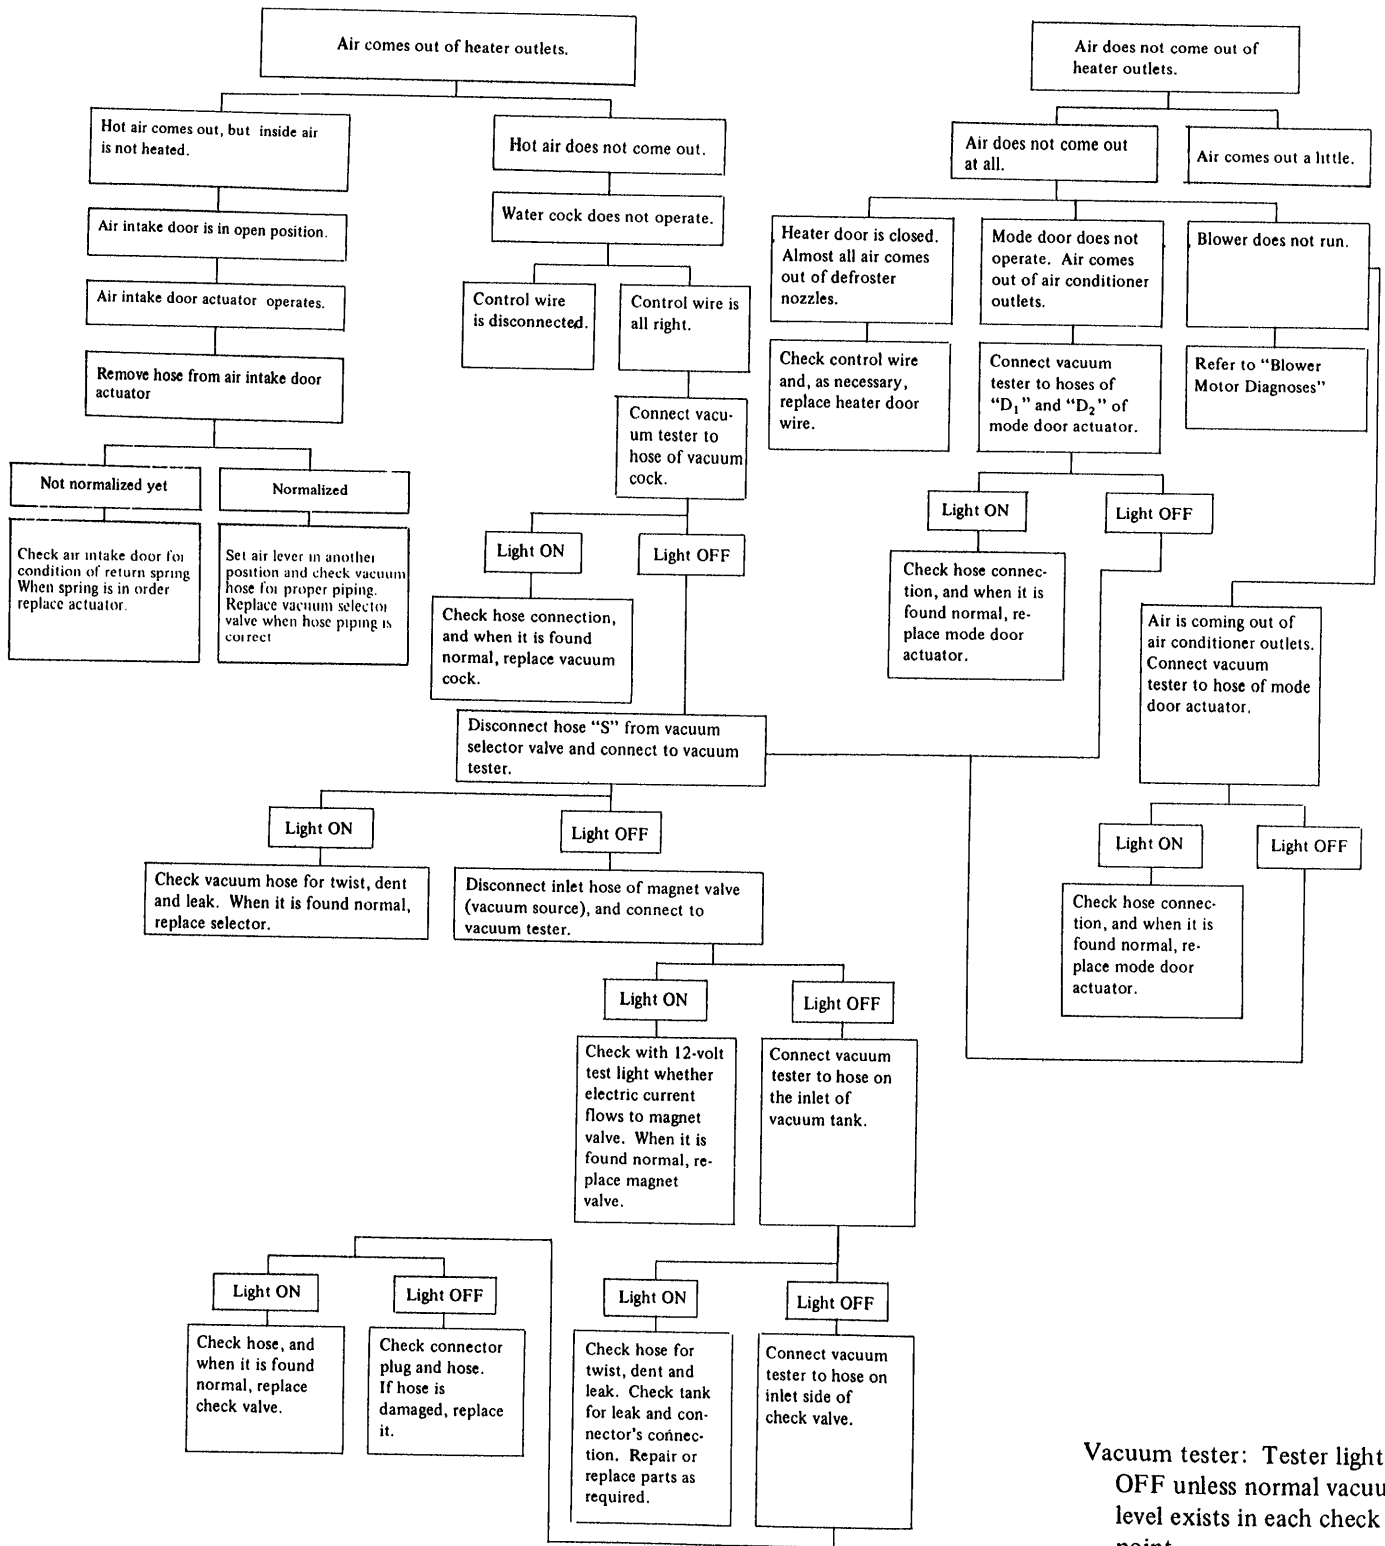 Air comes out of heater outlets.
Hot air comes out, but inside air
is not heated.
Air intake door is in open position.
Air intake door actuator operates.
Remove hose from air intake door
actuator
Not normalized yet
Check air intake door for
condition of return spring
When spring is in order
replace actuator.
Normalized
Set air lever in another
position and check vacuum
hose for proper piping.
Replace vacuum selector
valve when hose piping is
correct
Hot air does not come out.
Water cock does not operate.
Control wire
is disconnected.
Control wire is
all right.
Connect vacu-
um tester to
hose of vacuum
cock.
Light ON
Check hose connection,
and when it is found
normal, replace vacuum
cock.
Light OFF
Disconnect hose “S” from vacuum
selector valve and connect to vacuum
tester.
Light ON
Check vacuum hose for twist, dent
and leak. When it is found normal,
replace selector.
Light OFF
Disconnect inlet hose of magnet valve
(vacuum source), and connect to
vacuum tester.
Light ON
Check with 12-volt
test light whether
electric current
flows to magnet
valve. When it is
found normal, re-
place magnet
valve.
Light OFF
Connect vacuum
tester to hose on
the inlet of
vacuum tank.
Light ON
Check hose for
twist, dent and
leak. Check tank
for leak and con-
nector's connec-
tion. Repair or
replace parts as
required.
Light OFF
Connect vacuum
tester to hose on
inlet side of
check valve.
Light ON
Check hose, and
when it is found
normal, replace
check valve.
Light OFF
Check connector
plug and hose.
If hose is
damaged, replace
it.
Air does not come out of
heater outlets.
Air does not come out
at all.
Air comes out a little.
Heater door is closed.
Almost all air comes
out of defroster
nozzles.
Check control wire
and, as necessary,
replace heater door
wire.
Mode door does not
operate. Air comes
out of air conditioner
outlets.
Connect vacuum
tester to hoses of
“D₁” and “D₂” of
mode door actuator.
Light ON
Check hose connec-
tion, and when it is
found normal, re-
place mode door
actuator.
Light OFF
Blower does not run.
Refer to “Blower
Motor Diagnoses”
Air is coming out of
air conditioner outlets.
Connect vacuum
tester to hose of mode
door actuator.
Light ON
Check hose connec-
tion, and when it is
found normal, re-
place mode door
actuator.
Light OFF
Vacuum tester: Tester light
OFF unless normal vacuu
level exists in each check
point